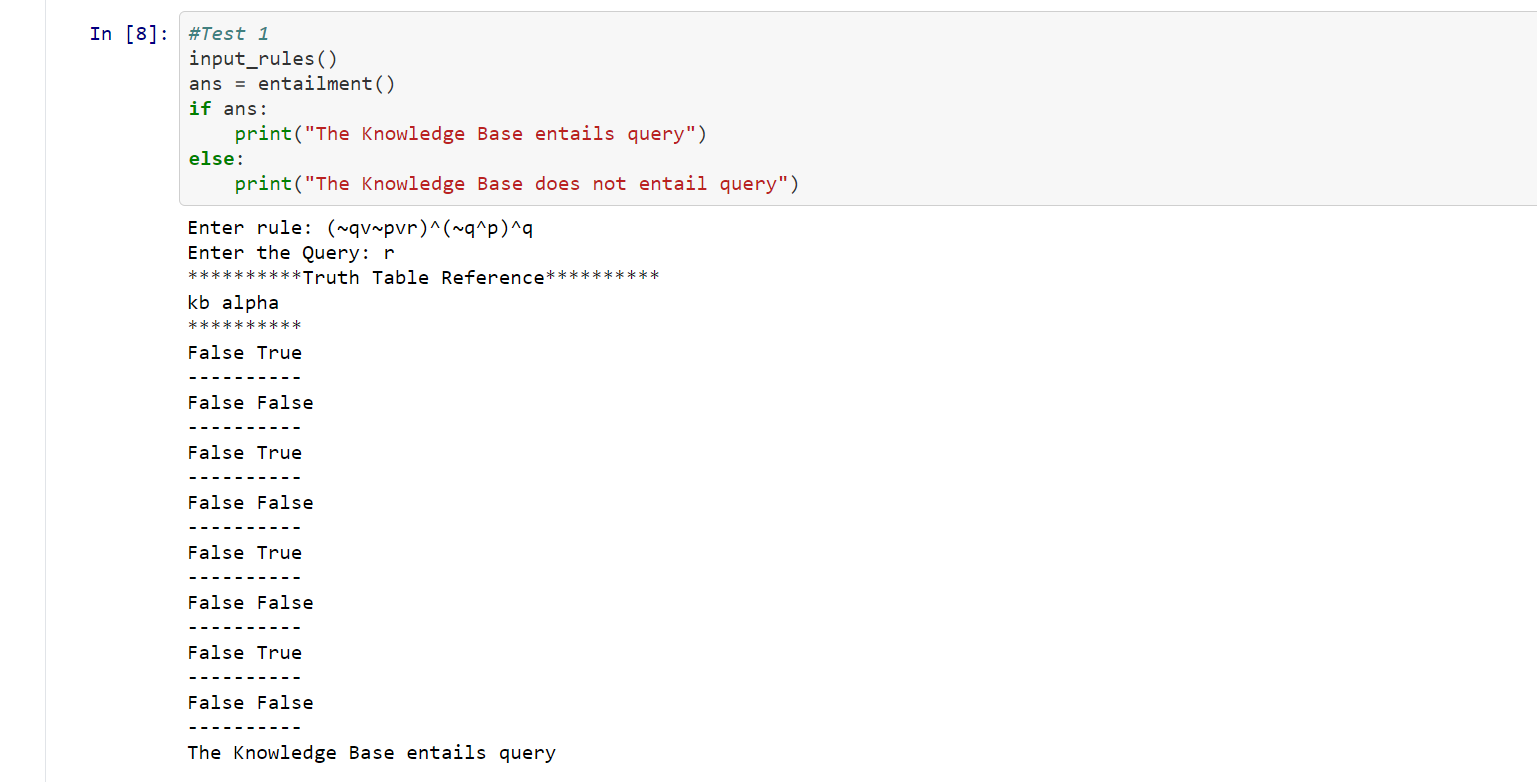 In [8]: #Test 1
input_rules()
ans = entailment()
if ans:
    print("The Knowledge Base entails query")
else:
    print("The Knowledge Base does not entail query")
Enter rule: (~qv~pvr)^(~q^p)^q
Enter the Query: r
**********Truth Table Reference**********
kb alpha
**********
False True
----------
False False
----------
False True
----------
False False
----------
False True
----------
False False
----------
False True
----------
False False
----------
The Knowledge Base entails query